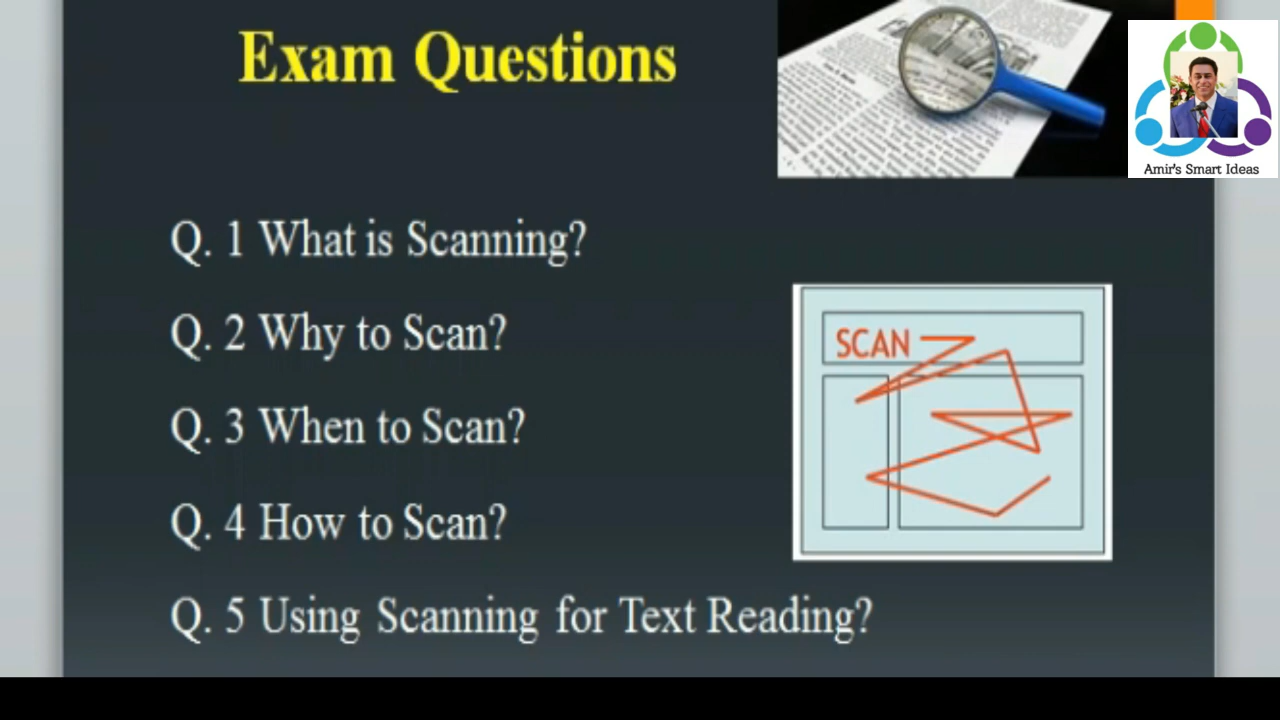 Exam Questions
Amir's Smart Ideas
Q. 1 What is Scanning?
Q. 2 Why to Scan?
SCAN
Q. 3 When to Scan?
Q. 4 How to Scan?
Q. 5 Using Scanning for Text Reading?